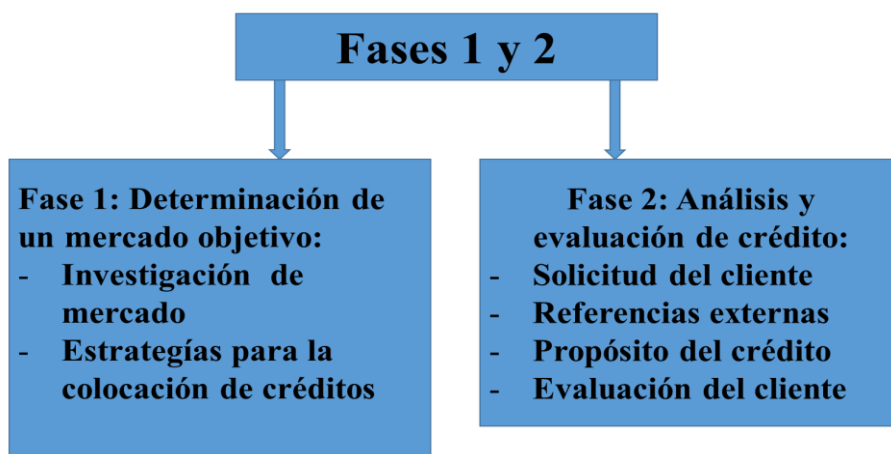 Fases 1 y 2
Fase 1: Determinación de
un mercado objetivo:
- Investigación de
mercado
- Estrategías para la
colocación de créditos
Fase 2: Análisis y
evaluación de crédito:
- Solicitud del cliente
- Referencias externas
- Propósito del crédito
- Evaluación del cliente